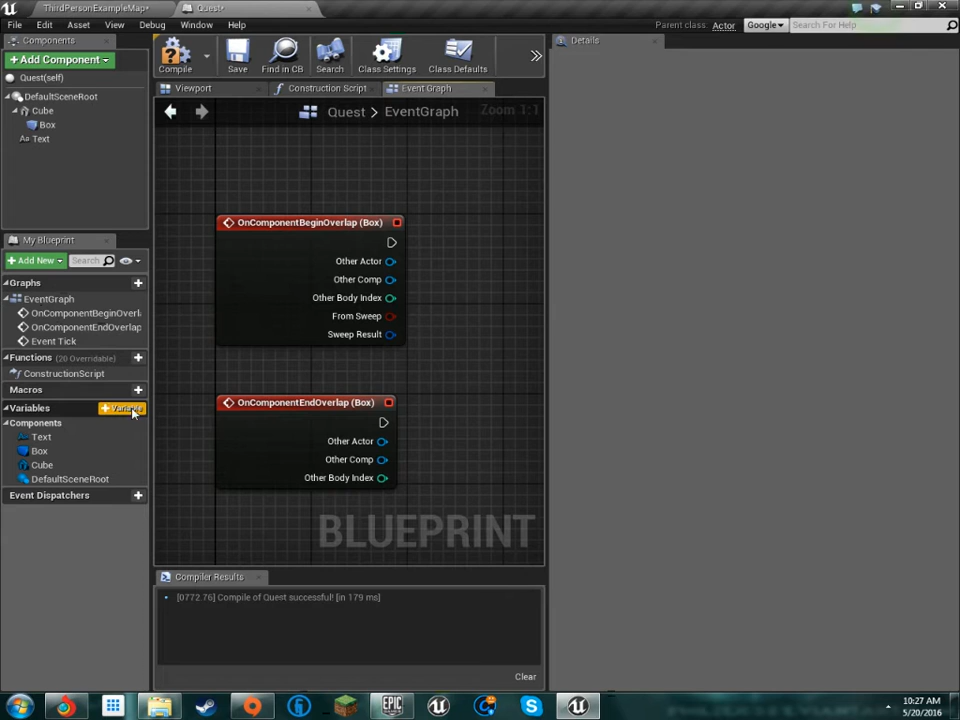 ThirdPersonExampleMap*
Quest*
File Edit Asset View Debug Window Help
Parent class: Actor
Google
Search For Help
Components
Details
+ Add Component
Compile
Save
Find in CB
Search
Class Settings
Class Defaults
Quest(self)
DefaultSceneRoot
Cube
Box
Text
Viewport
Construction Script
Event Graph
Quest > EventGraph
Zoom 1:1
OnComponentBeginOverlap (Box)
Other Actor
Other Comp
Other Body Index
From Sweep
Sweep Result
OnComponentEndOverlap (Box)
Other Actor
Other Comp
Other Body Index
BLUEPRINT
My Blueprint
+ Add New
Search
Graphs
EventGraph
OnComponentBeginOverl
OnComponentEndOverlap
Event Tick
Functions (20 Overridable)
ConstructionScript
Macros
Variables
+ Variable
Components
Text
Box
Cube
DefaultSceneRoot
Event Dispatchers
Compiler Results
[0772.76] Compile of Quest successful! [in 179 ms]
Clear
EPIC
10:27 AM
5/20/2016